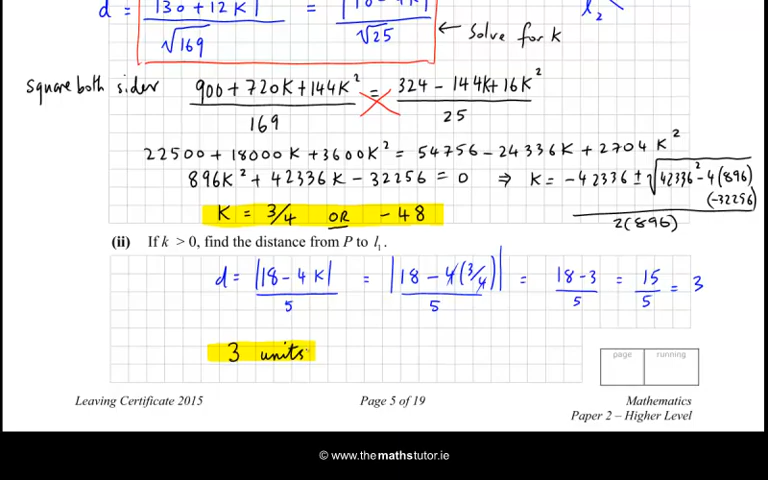 d = |30 + 12K| / √169 = |18 - 4K| / √25 ← Solve for k
l₂
Square both sides 900 + 720K + 144K² / 169 = 324 - 144K + 16K² / 25
22500 + 18000K + 3600K² = 54756 - 24336K + 2704K²
896K² + 42336K - 32256 = 0 ⇒ K = -42336 ± √42336² - 4(896)(-32256) / 2(896)
K = 3/4 OR -48
(ii) If k > 0, find the distance from P to l₁.
d = |18 - 4K| / 5 = |18 - 4(3/4)| / 5 = 18 - 3 / 5 = 15 / 5 = 3
3 units
page running
Leaving Certificate 2015 Page 5 of 19 Mathematics
Paper 2 – Higher Level
© www.themathstutor.ie